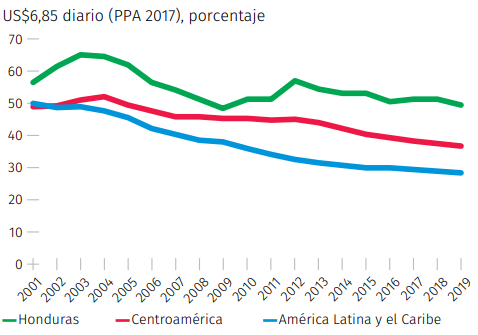 US$6,85 diario (PPA 2017), porcentaje
70
60
50
40
30
20
10
0
2001 2002 2003 2004 2005 2006 2007 2008 2009 2010 2011 2012 2013 2014 2015 2016 2017 2018 2019
Honduras Centroamérica América Latina y el Caribe